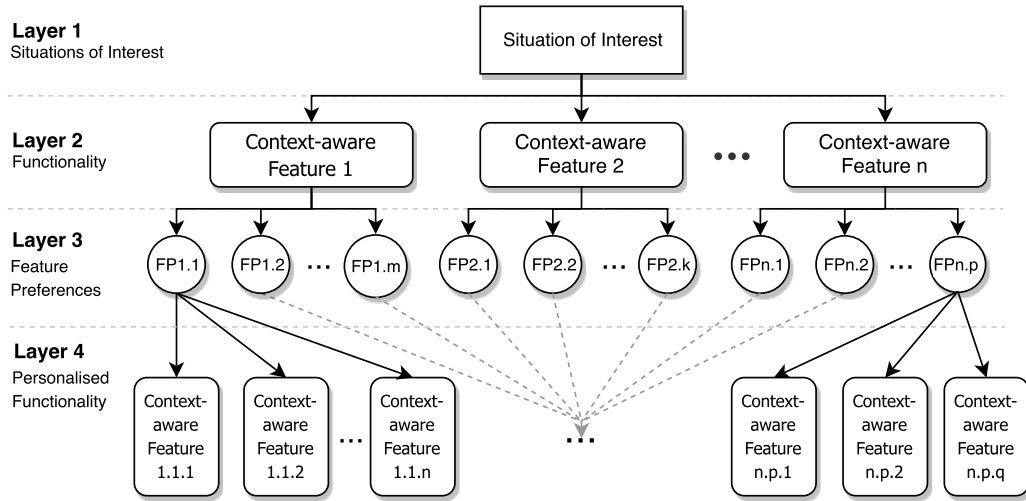 Layer 1
Situations of Interest
Situation of Interest
Layer 2
Functionality
Context-aware
Feature 1
Context-aware
Feature 2
•••
Context-aware
Feature n
Layer 3
Feature
Preferences
FP1.1
FP1.2
...
FP1.m
FP2.1
FP2.2
...
FP2.k
FPn.1
FPn.2
...
FPn.p
Layer 4
Personalised
Functionality
Context-
aware
Feature
1.1.1
Context-
aware
Feature
1.1.2
...
Context-
aware
Feature
1.1.n
...
Context-
aware
Feature
n.p.1
Context-
aware
Feature
n.p.2
Context-
aware
Feature
n.p.q